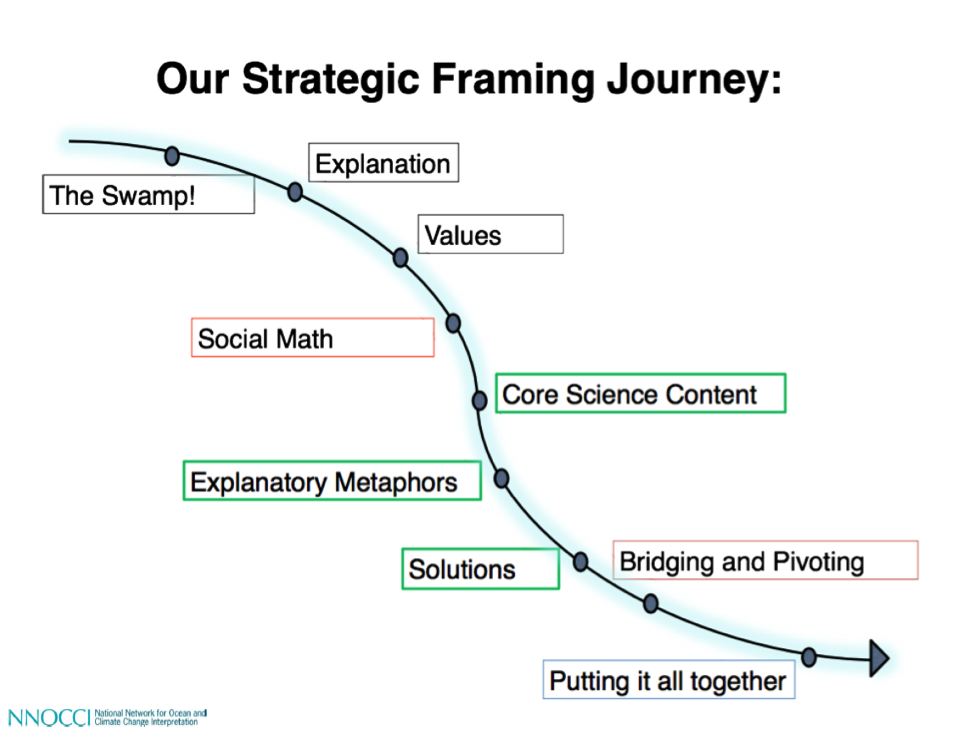 Our Strategic Framing Journey:
Explanation
The Swamp!
Values
Social Math
Core Science Content
Explanatory Metaphors
Solutions
Bridging and Pivoting
Putting it all together
NNOCCI
National Network for Ocean and
Climate Change Interpretation